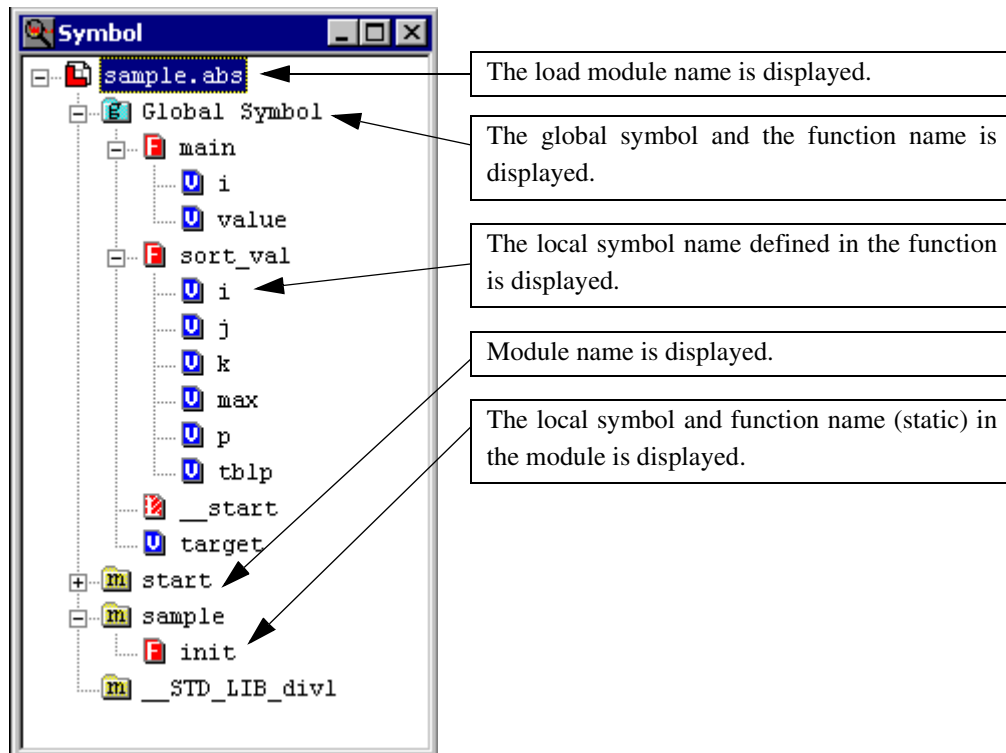 Symbol
sample.abs
Global Symbol
main
i
value
sort_val
i
j
k
max
p
tblp
__start
target
start
sample
init
__STD_LIB_divl
The load module name is displayed.
The global symbol and the function name is
displayed.
The local symbol name defined in the function
is displayed.
Module name is displayed.
The local symbol and function name (static) in
the module is displayed.